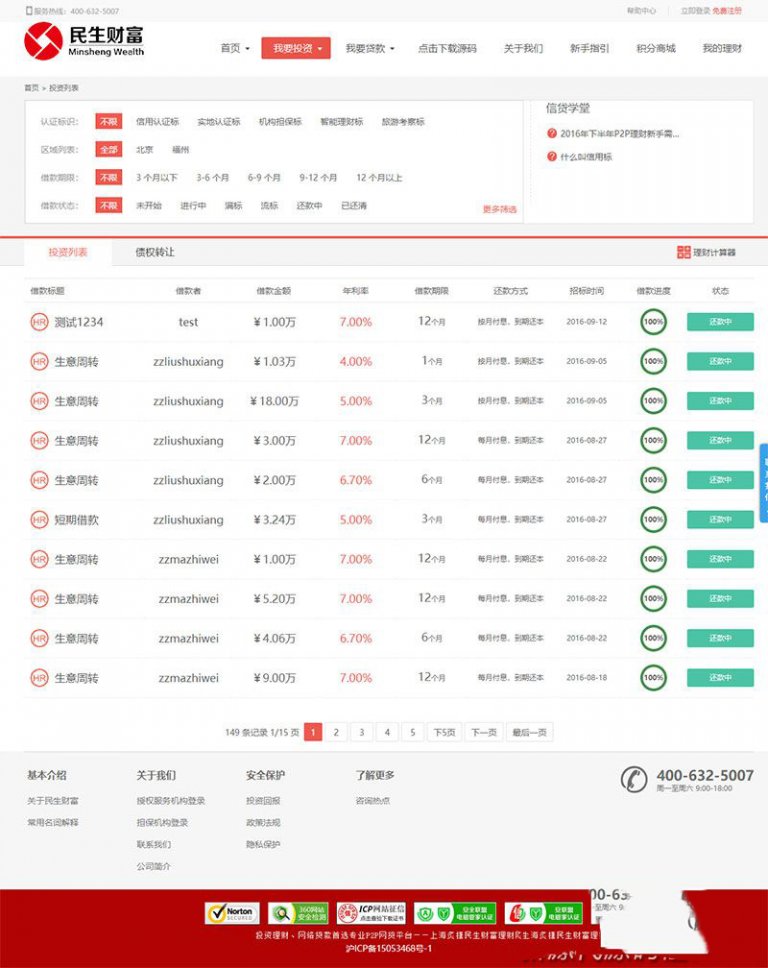 服务热线：400-632-5007 帮助中心 立即登录 免费注册
民生财富
Minsheng Wealth
首页 我要投资 我要贷款 点击下载源码 关于我们 新手指引 积分商城 我的理财
首页 > 投资列表
认证标识： 不限 信用认证标 实地认证标 机构担保标 智能理财标 旅游考察标
区域列表： 全部 北京 福州
借款期限： 不限 3 个月以下 3-6 个月 6-9 个月 9-12 个月 12 个月以上
借款状态： 不限 未开始 进行中 满标 流标 还款中 已还清
更多筛选
信贷学堂
2016年下半年P2P理财新手需...
什么叫信用标
投资列表 债权转让 理财计算器
借款标题 借款者 借款金额 年利率 借款期限 还款方式 招标时间 借款进度 状态
HR 测试1234 test ￥1.00万 7.00% 12个月 按月付息，到期还本 2016-09-12 100% 还款中
HR 生意周转 zzliushuxiang ￥1.03万 4.00% 1个月 按月付息，到期还本 2016-09-05 100% 还款中
HR 生意周转 zzliushuxiang ￥18.00万 5.00% 3个月 按月付息，到期还本 2016-09-05 100% 还款中
HR 生意周转 zzliushuxiang ￥3.00万 7.00% 12个月 每月付息，到期还本 2016-08-27 100% 还款中
HR 生意周转 zzliushuxiang ￥2.00万 6.70% 6个月 每月付息，到期还本 2016-08-27 100% 还款中
HR 短期借款 zzliushuxiang ￥3.24万 5.00% 3个月 每月付息，到期还本 2016-08-27 100% 还款中
HR 生意周转 zzmazhiwei ￥1.00万 7.00% 12个月 每月付息，到期还本 2016-08-22 100% 还款中
HR 生意周转 zzmazhiwei ￥5.20万 7.00% 12个月 每月付息，到期还本 2016-08-22 100% 还款中
HR 生意周转 zzmazhiwei ￥4.06万 6.70% 6个月 每月付息，到期还本 2016-08-22 100% 还款中
HR 生意周转 zzmazhiwei ￥9.00万 7.00% 12个月 每月付息，到期还本 2016-08-18 100% 还款中
149 条记录 1/15 页 1 2 3 4 5 下5页 下一页 最后一页
基本介绍 关于我们 安全保护 了解更多
关于民生财富 授权服务机构登录 投资回报 咨询热点
常用名词解释 担保机构登录 政策法规
联系我们 隐私保护
公司简介
400-632-5007
周一至周六 9:00-18:00
Norton
SECURED
360网站
安全检测
ICP网站征信
点击查验下载证书
安全联盟
电脑管家认证
安全联盟
电脑管家认证
投资理财、网络贷款首选专业P2P网贷平台
沪ICP备15053468号-1